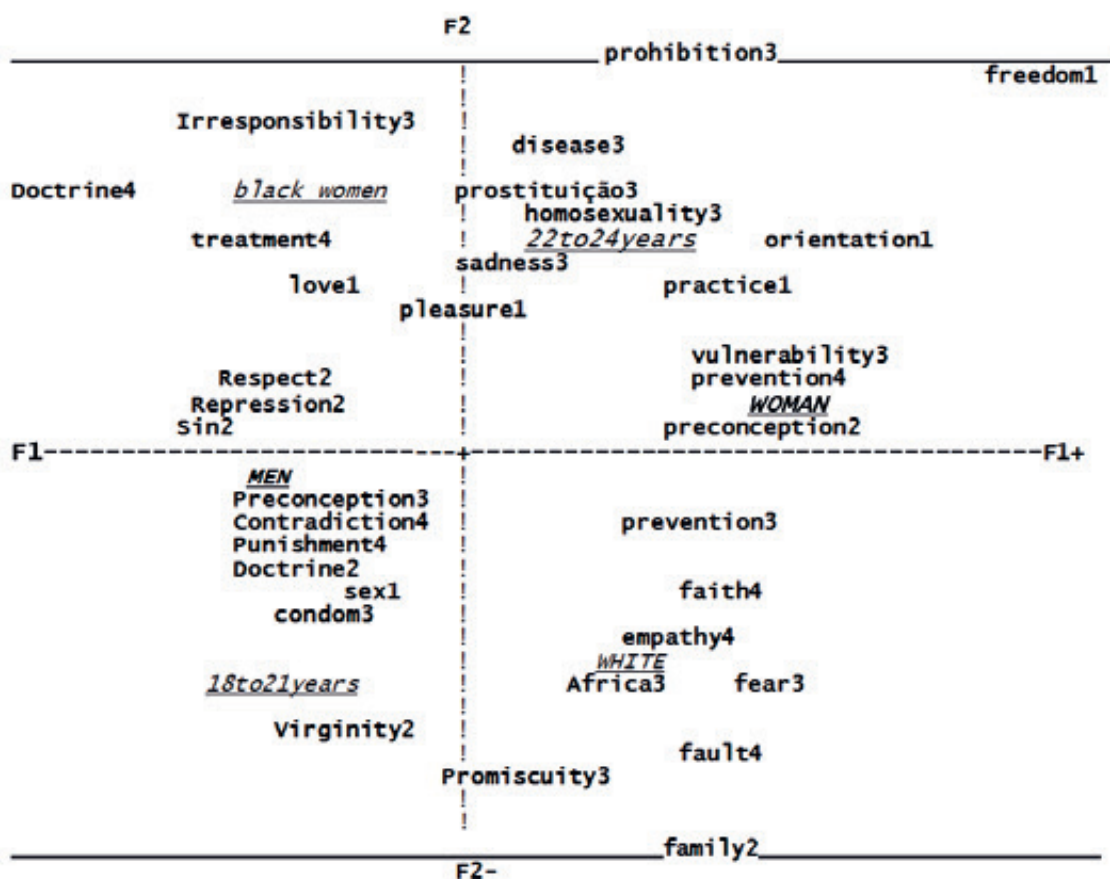 F2
prohibition3
freedom1
Irresponsibility3
disease3
Doctrine4 black women prostituição3
homosexuality3
treatment4 22to24years orientation1
sadness3
love1 practice1
pleasure1
vulnerability3
Respect2 prevention4
Repression2 WOMAN
Sin2 preconception2
F1 F1+
MEN
Preconception3
Contradiction4 prevention3
Punishment4
Doctrine2
sex1 faith4
condom3
empathy4
WHITE
18to21years Africa3 fear3
Virginity2
fault4
Promiscuity3
family2
F2-